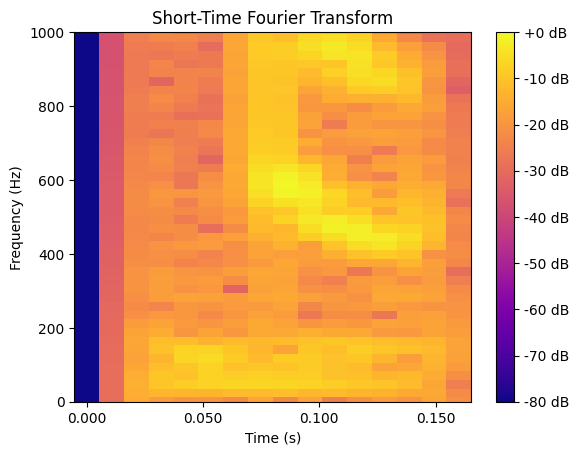 Short-Time Fourier Transform
1000
800
600
400
200
0
Frequency (Hz)
0.000
0.050
0.100
0.150
Time (s)
+0 dB
-10 dB
-20 dB
-30 dB
-40 dB
-50 dB
-60 dB
-70 dB
-80 dB